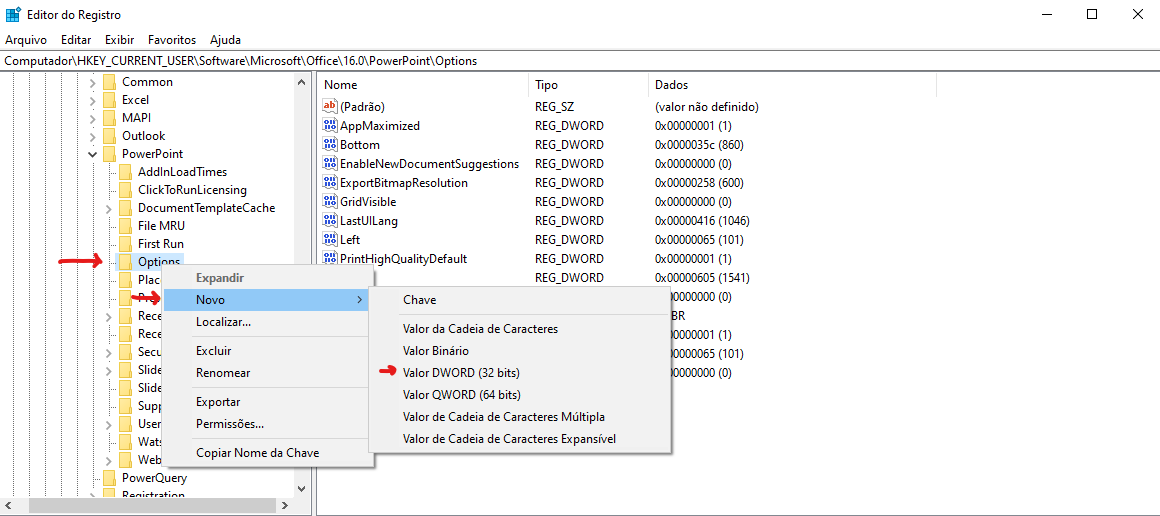 Editor do Registro
Arquivo Editar Exibir Favoritos Ajuda
Computador\HKEY_CURRENT_USER\Software\Microsoft\Office\16.0\PowerPoint\Options
Common
Excel
MAPI
Outlook
PowerPoint
AddInLoadTimes
ClickToRunLicensing
DocumentTemplateCache
File MRU
First Run
Options
Plac
Rece
Rece
Secu
Slide
Slide
Supp
User
Wats
Web
PowerQuery
Registration
Nome Tipo Dados
(Padrão) REG_SZ (valor não definido)
AppMaximized REG_DWORD 0x00000001 (1)
Bottom REG_DWORD 0x0000035c (860)
EnableNewDocumentSuggestions REG_DWORD 0x00000000 (0)
ExportBitmapResolution REG_DWORD 0x00000258 (600)
GridVisible REG_DWORD 0x00000000 (0)
LastUILang REG_DWORD 0x00000416 (1046)
Left REG_DWORD 0x00000065 (101)
PrintHighQualityDefault REG_DWORD 0x00000001 (1)
REG_DWORD 0x00000605 (1541)
x00000000 (0)
BR
x00000001 (1)
x00000065 (101)
x00000000 (0)
Expandir
Novo
Localizar...
Excluir
Renomear
Exportar
Permissões...
Copiar Nome da Chave
Chave
Valor da Cadeia de Caracteres
Valor Binário
Valor DWORD (32 bits)
Valor QWORD (64 bits)
Valor de Cadeia de Caracteres Múltipla
Valor de Cadeia de Caracteres Expansível